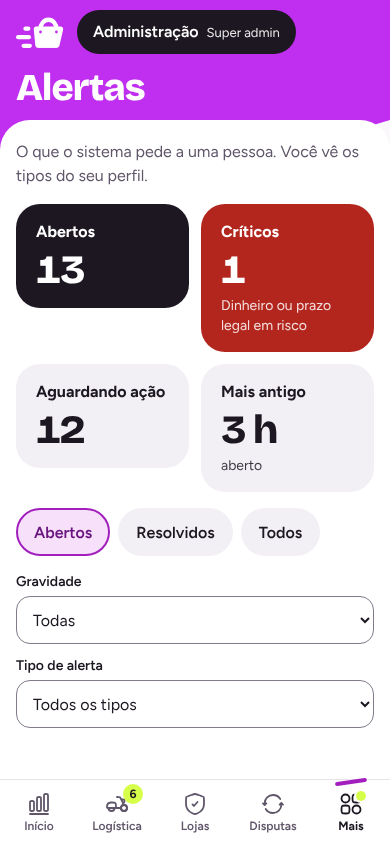 Administração Super admin
Alertas
O que o sistema pede a uma pessoa. Você vê os
tipos do seu perfil.
Abertos
13
Críticos
1
Dinheiro ou prazo
legal em risco
Aguardando ação
12
Mais antigo
3 h
aberto
Abertos Resolvidos Todos
Gravidade
Todas
Tipo de alerta
Todos os tipos
6
Início Logística Lojas Disputas Mais